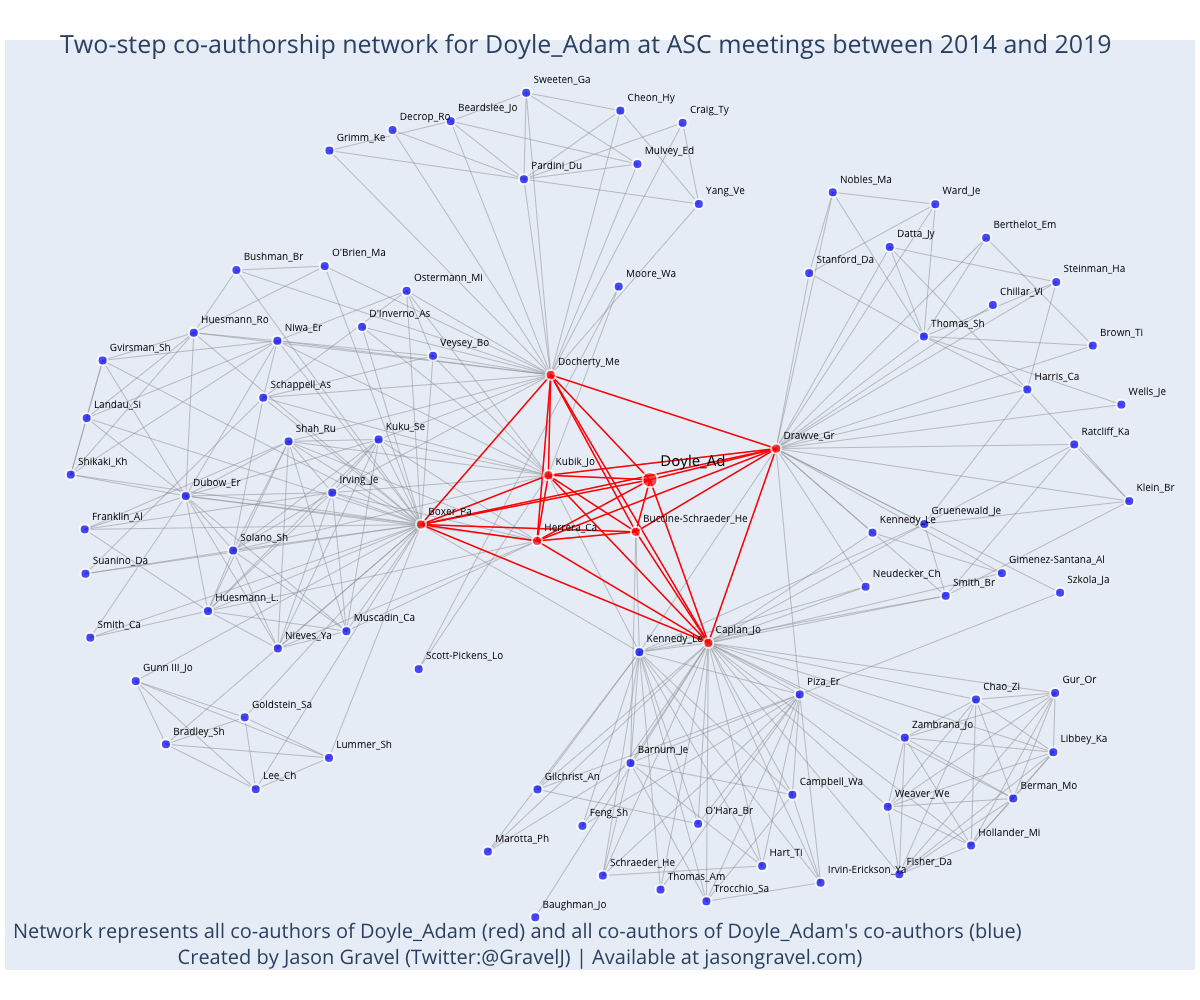 Two-step co-authorship network for Doyle_Adam at ASC meetings between 2014 and 2019
Sweeten_Ga
Cheon_Hy
Beardslee_Jo
Craig_Ty
Decrop_Ro
Grimm_Ke
Mulvey_Ed
Pardini_Du
Nobles_Ma
Yang_Ve
Ward_Je
Berthelot_Em
Datta_Jy
O'Brien_Ma
Bushman_Br
Stanford_Da
Steinman_Ha
Moore_Wa
Ostermann_Mi
Chillar_Vi
D'Inverno_As
Huesmann_Ro
Niwa_Er
Thomas_Sh
Brown_Ti
Veysey_Bo
Gvirsman_Sh
Docherty_Me
Harris_Ca
Schappell_As
Wells_Je
Landau_Si
Shah_Ru
Kuku_Se
Drawve_Gr
Ratcliff_Ka
Shikaki_Kh
Kubik_Jo
Doyle_Ad
Irving_Je
Dubow_Er
Klein_Br
Franklin_Al
Boxer_Pa
Gruenewald_Je
Buccine-Schraeder_He
Kennedy_Le
Herrera_Ca
Solano_Sh
Suanino_Da
Gimenez-Santana_Al
Neudecker_Ch
Smith_Br
Szkola_Ja
Huesmann_L.
Smith_Ca
Muscadin_Ca
Nieves_Ya
Caplan_Jo
Kennedy_Le
Scott-Pickens_Lo
Gunn III_Jo
Piza_Er
Chao_Zi
Gur_Or
Goldstein_Sa
Zambrana_Jo
Bradley_Sh
Lummer_Sh
Libbey_Ka
Barnum_Je
Lee_Ch
Gilchrist_An
Campbell_Wa
Weaver_We
Berman_Mo
Feng_Sh
O'Hara_Br
Hollander_Mi
Marotta_Ph
Hart_Ti
Schraeder_He
Fisher_Da
Irvin-Erickson_Ya
Thomas_Am
Trocchio_Sa
Baughman_Jo
Network represents all co-authors of Doyle_Adam (red) and all co-authors of Doyle_Adam's co-authors (blue)
Created by Jason Gravel (Twitter:@GravelJ) | Available at jasongravel.com)